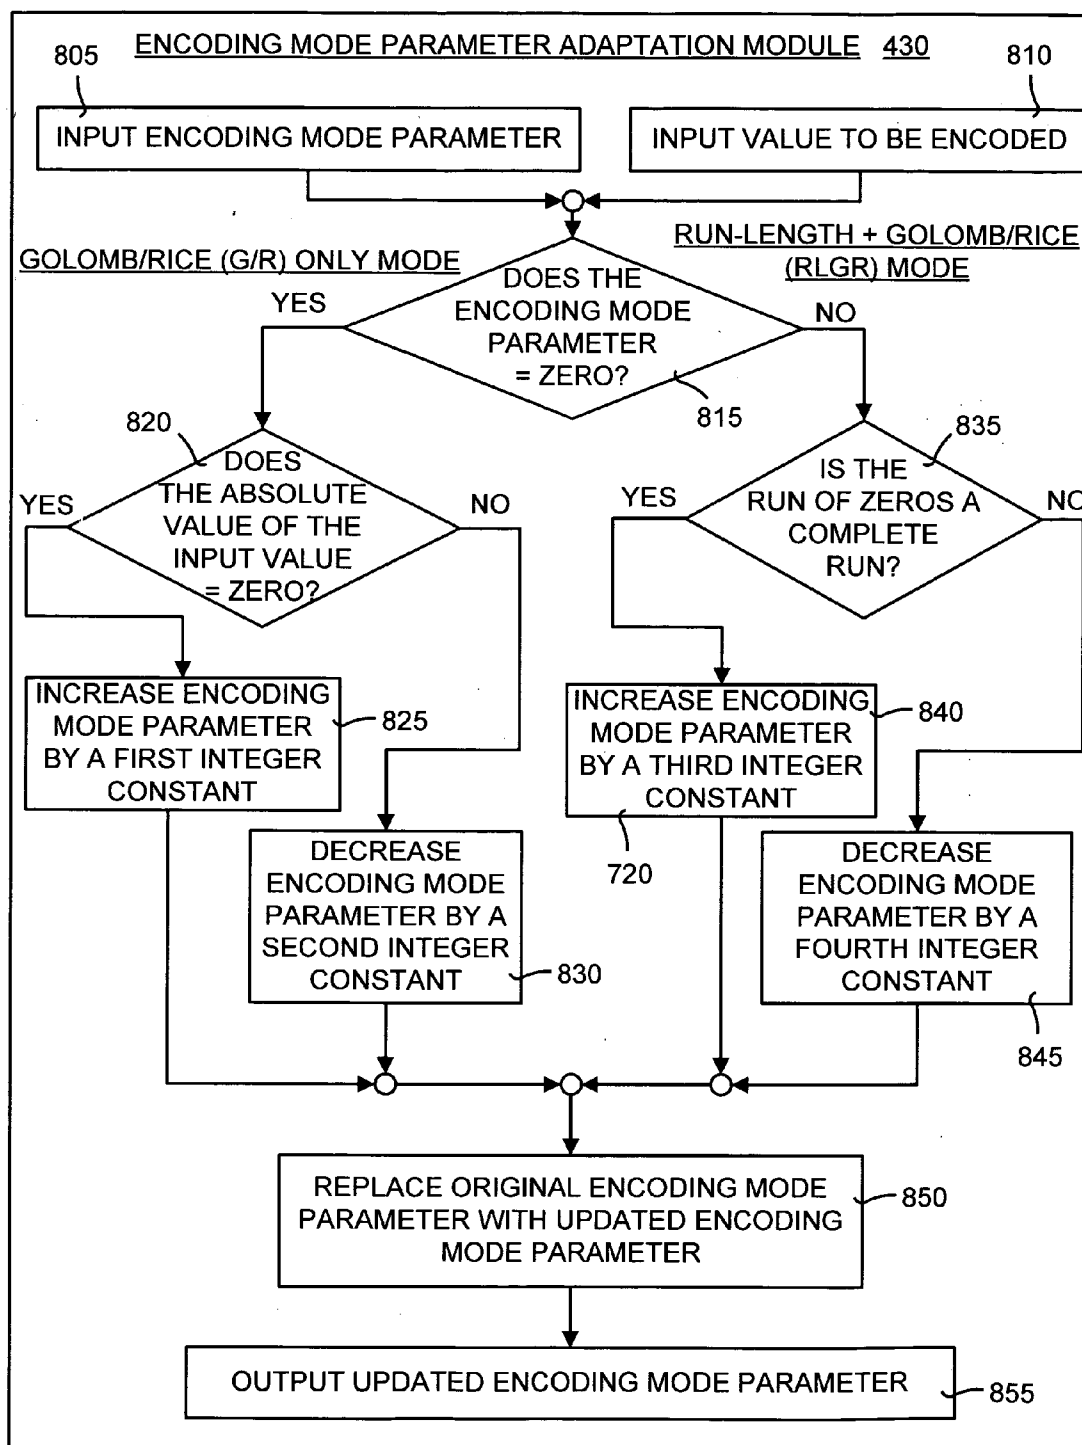 ENCODING MODE PARAMETER ADAPTATION MODULE 430
805
810
INPUT ENCODING MODE PARAMETER
INPUT VALUE TO BE ENCODED
GOLOMB/RICE (G/R) ONLY MODE
RUN-LENGTH + GOLOMB/RICE
(RLGR) MODE
YES
DOES THE
ENCODING MODE
PARAMETER
= ZERO?
NO
815
820
DOES
THE ABSOLUTE
VALUE OF THE
INPUT VALUE
= ZERO?
YES
NO
835
IS THE
RUN OF ZEROS A
COMPLETE
RUN?
YES
NO
INCREASE ENCODING
MODE PARAMETER
BY A FIRST INTEGER
CONSTANT
825
INCREASE ENCODING
MODE PARAMETER
BY A THIRD INTEGER
CONSTANT
840
720
DECREASE
ENCODING MODE
PARAMETER BY A
SECOND INTEGER
CONSTANT
830
DECREASE
ENCODING MODE
PARAMETER BY A
FOURTH INTEGER
CONSTANT
845
REPLACE ORIGINAL ENCODING MODE
PARAMETER WITH UPDATED ENCODING
MODE PARAMETER
850
OUTPUT UPDATED ENCODING MODE PARAMETER
855